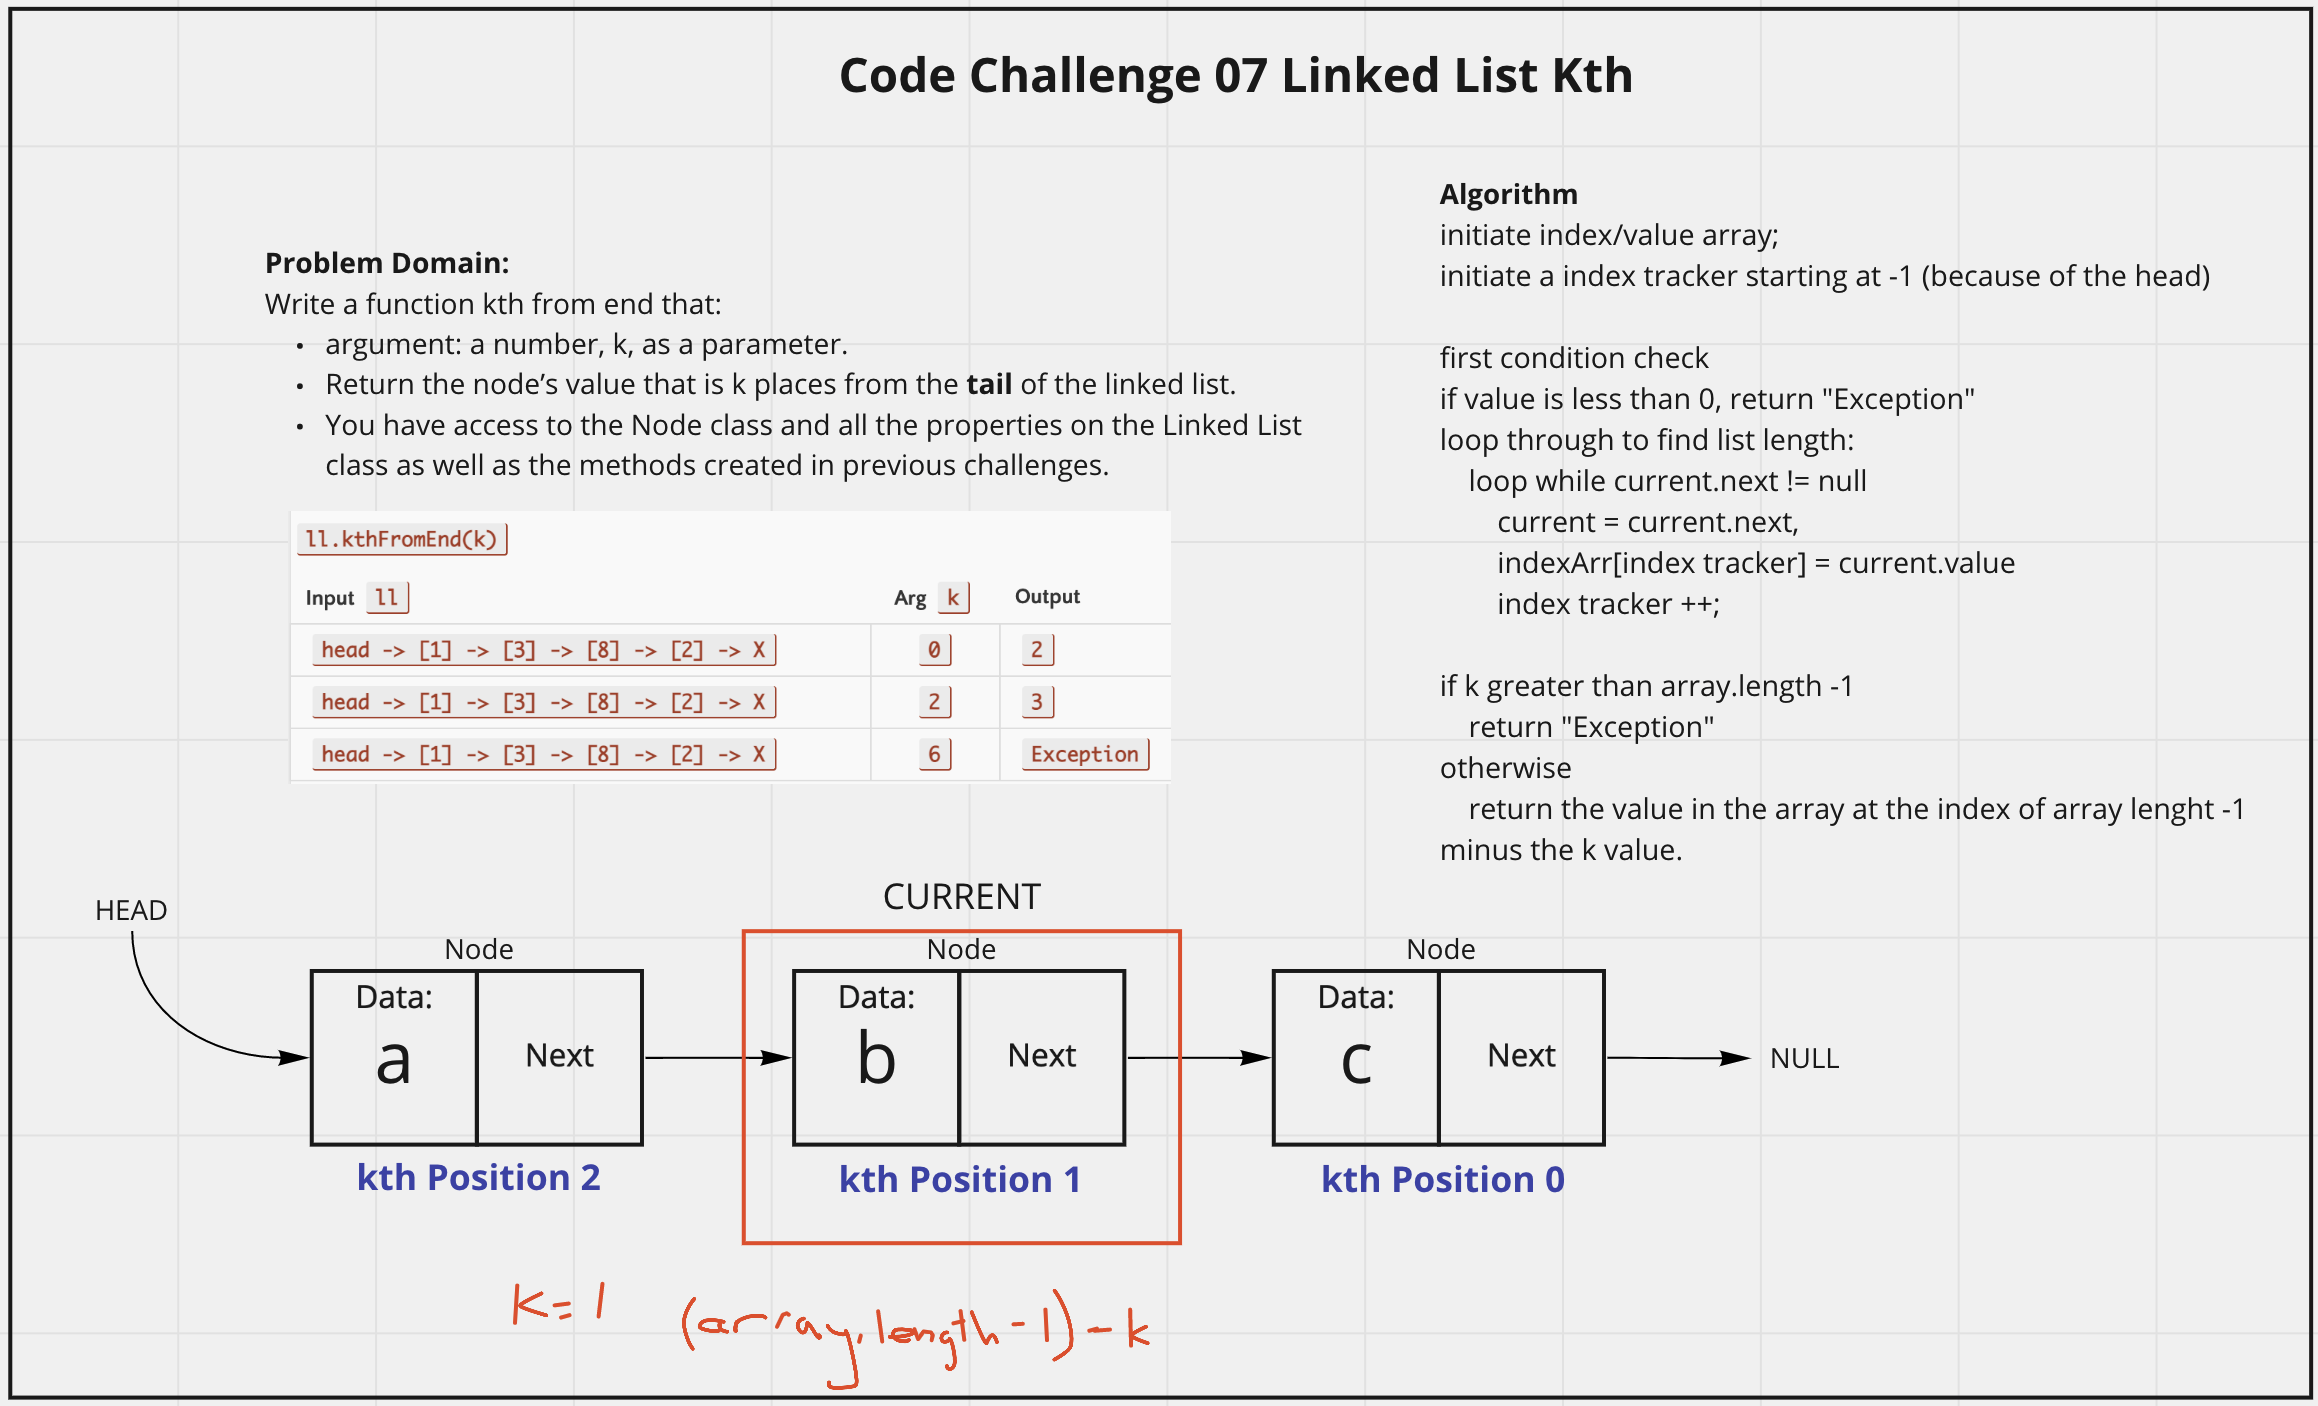 Code Challenge 07 Linked List Kth
Problem Domain:
Write a function kth from end that:
• argument: a number, k, as a parameter.
• Return the node’s value that is k places from the tail of the linked list.
• You have access to the Node class and all the properties on the Linked List
class as well as the methods created in previous challenges.
ll.kthFromEnd(k)
Input ll Arg k Output
head -> [1] -> [3] -> [8] -> [2] -> X 0 2
head -> [1] -> [3] -> [8] -> [2] -> X 2 3
head -> [1] -> [3] -> [8] -> [2] -> X 6 Exception
Algorithm
initiate index/value array;
initiate a index tracker starting at -1 (because of the head)
first condition check
if value is less than 0, return "Exception"
loop through to find list length:
loop while current.next != null
current = current.next,
indexArr[index tracker] = current.value
index tracker ++;
if k greater than array.length -1
return "Exception"
otherwise
return the value in the array at the index of array lenght -1
minus the k value.
HEAD
CURRENT
Node
Data:
a
Next
kth Position 2
Node
Data:
b
Next
kth Position 1
Node
Data:
c
Next
kth Position 0
NULL
K = 1 (array.length - 1) - k